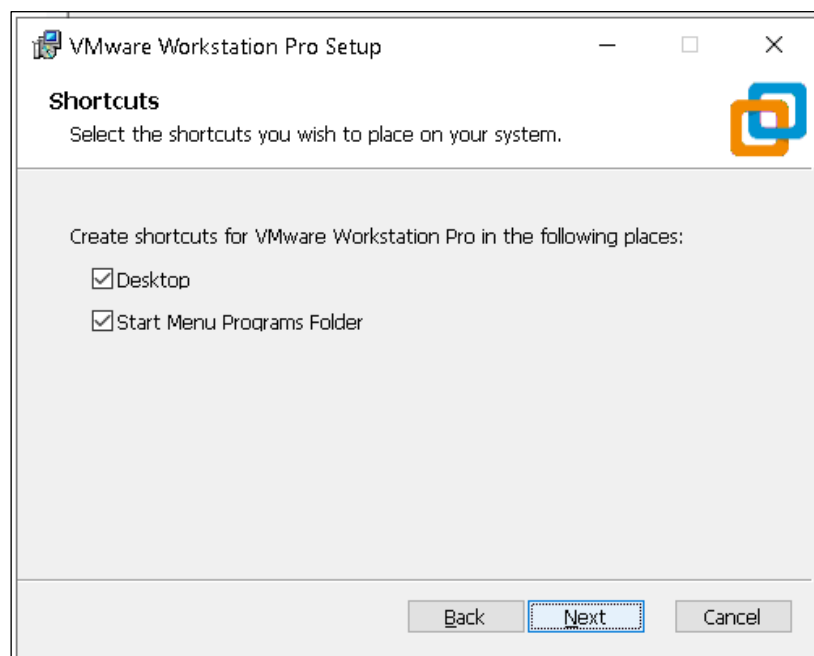 VMware Workstation Pro Setup
Shortcuts
Select the shortcuts you wish to place on your system.
Create shortcuts for VMware Workstation Pro in the following places:
Desktop
Start Menu Programs Folder
Back Next Cancel